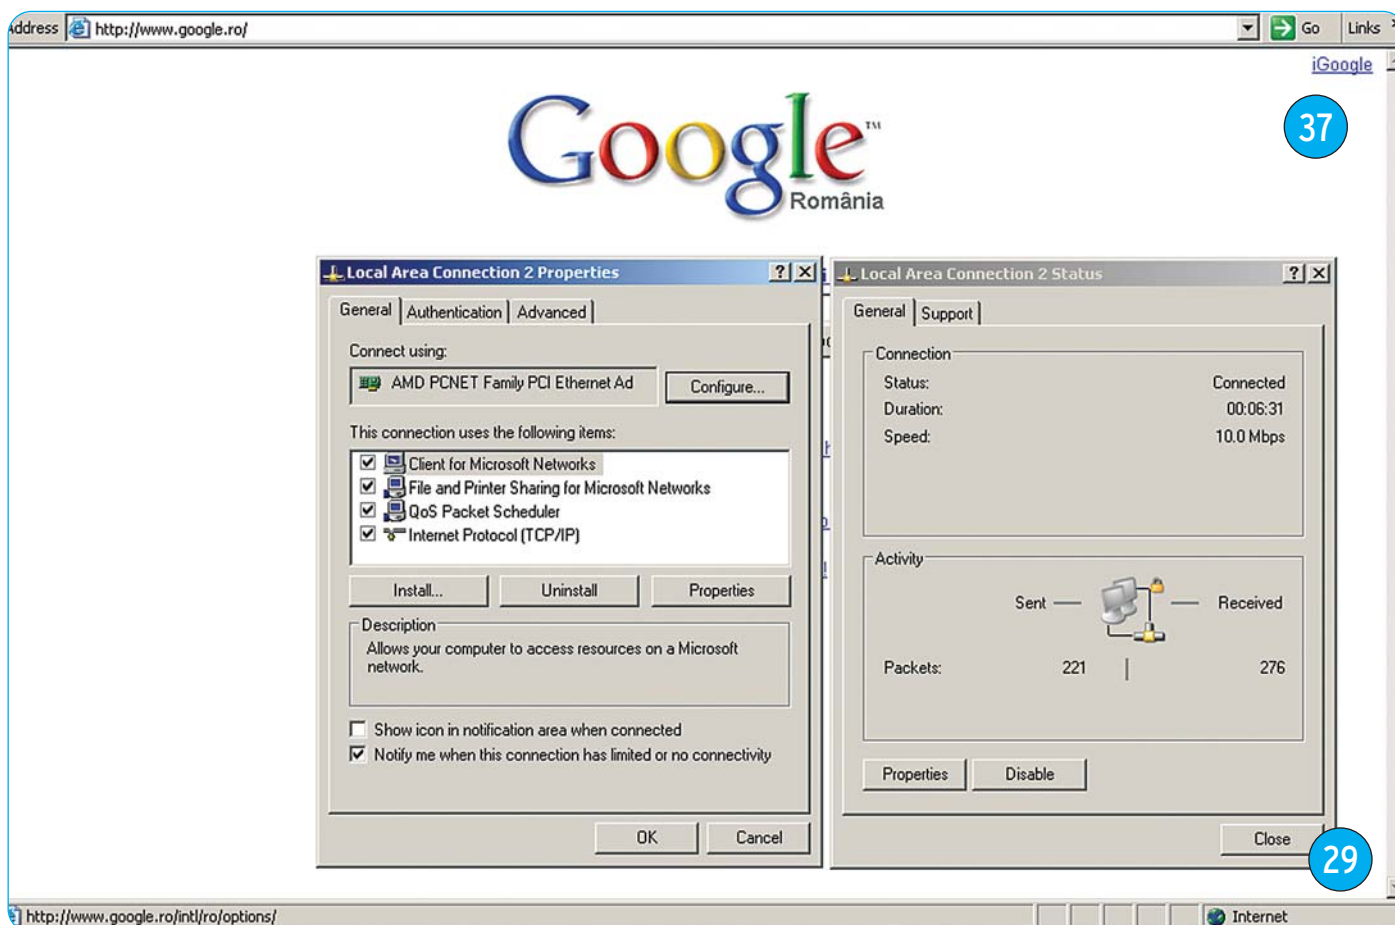 Address http://www.google.ro/ Go Links
iGoogle
37
Google™
România
Local Area Connection 2 Properties
General Authentication Advanced
Connect using:
AMD PCNET Family PCI Ethernet Ad Configure...
This connection uses the following items:
Client for Microsoft Networks
File and Printer Sharing for Microsoft Networks
QoS Packet Scheduler
Internet Protocol (TCP/IP)
Install... Uninstall Properties
Description
Allows your computer to access resources on a Microsoft
network.
Show icon in notification area when connected
Notify me when this connection has limited or no connectivity
OK Cancel
Local Area Connection 2 Status
General Support
Connection
Status: Connected
Duration: 00:06:31
Speed: 10.0 Mbps
Activity
Sent — — Received
Packets: 221 | 276
Properties Disable
Close
29
http://www.google.ro/intl/ro/options/ Internet